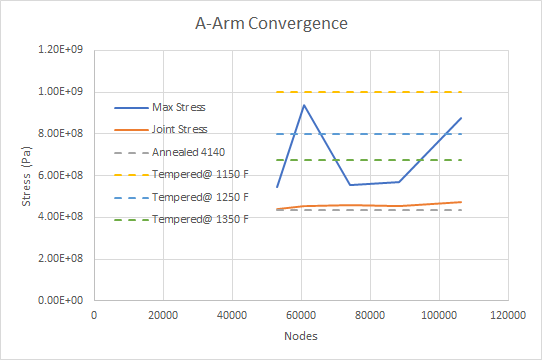 A-Arm Convergence
1.20E+09
1.00E+09
8.00E+08
6.00E+08
4.00E+08
2.00E+08
0.00E+00
Stress (Pa)
Max Stress
Joint Stress
Annealed 4140
Tempered@ 1150 F
Tempered@ 1250 F
Tempered@ 1350 F
0 20000 40000 60000 80000 100000 120000
Nodes